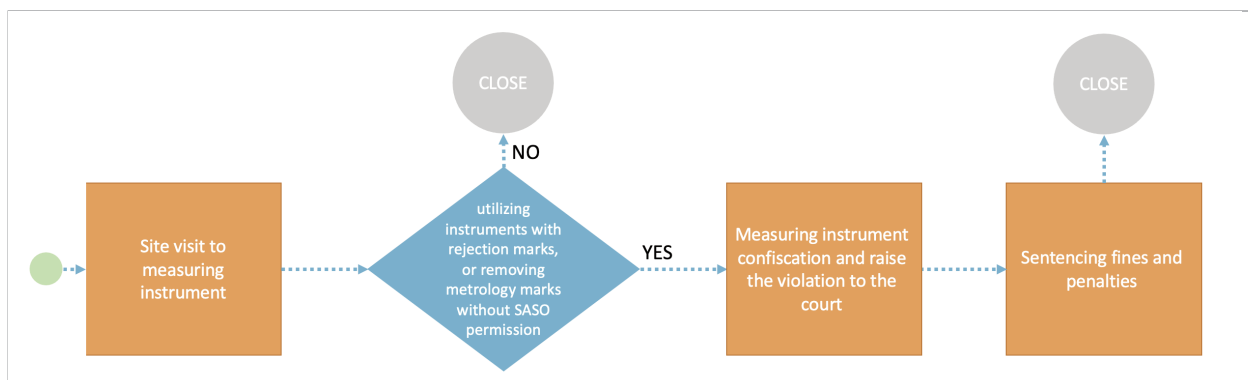 CLOSE
CLOSE
NO
Site visit to
measuring
instrument
utilizing
instruments with
rejection marks,
or removing
metrology marks
without SASO
permission
YES
Measuring instrument
confiscation and raise
the violation to the
court
Sentencing fines and
penalties